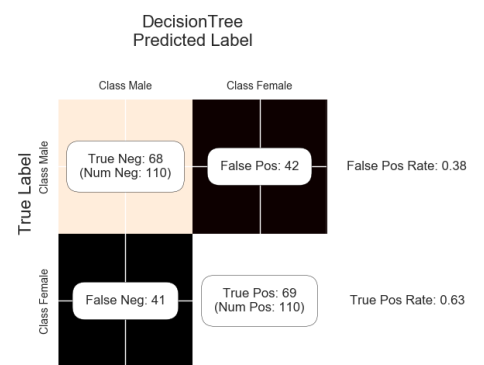 DecisionTree
Predicted Label
Class Male
Class Female
True Label
Class Male
True Neg: 68
(Num Neg: 110)
False Pos: 42
False Pos Rate: 0.38
Class Female
False Neg: 41
True Pos: 69
(Num Pos: 110)
True Pos Rate: 0.63